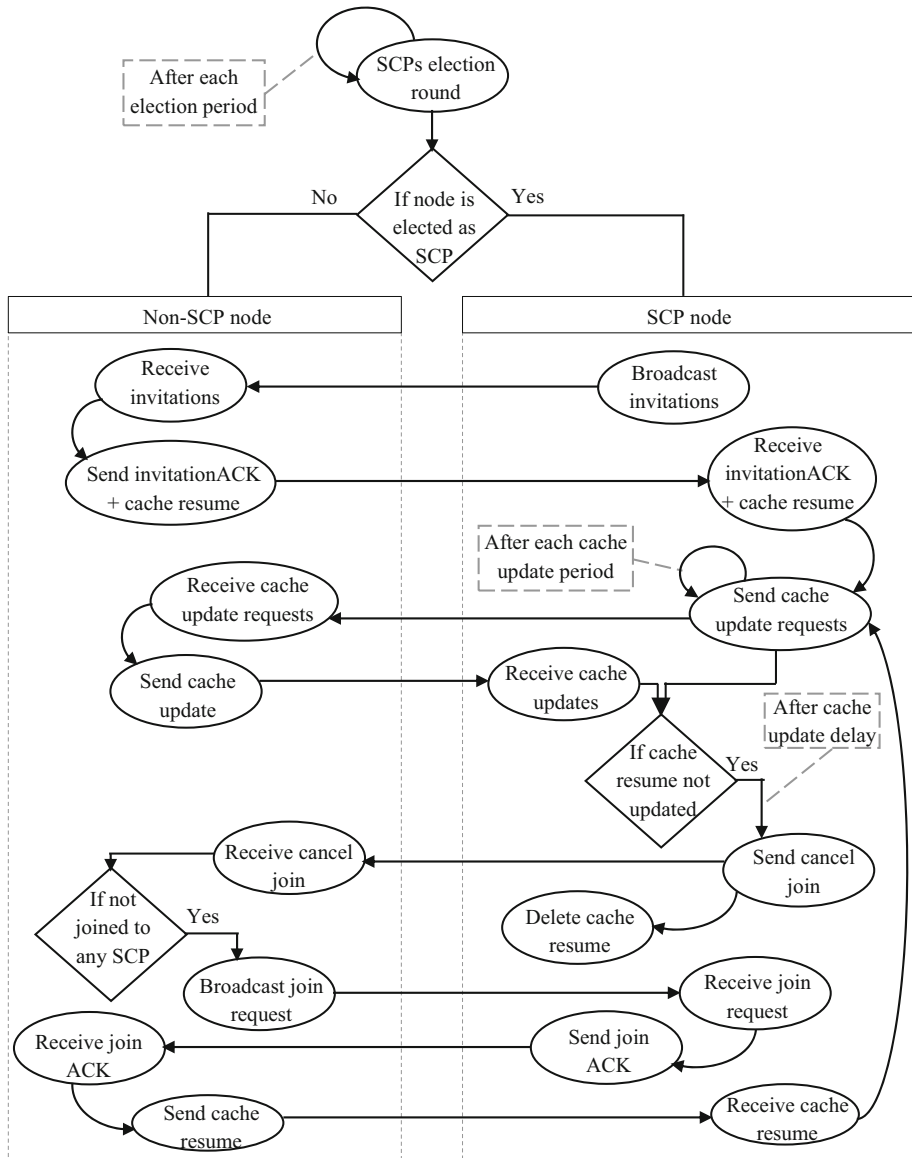 SCPs election
round
After each
election period
No
If node is
elected as
SCP
Yes
Non-SCP node
SCP node
Receive
invitations
Broadcast
invitations
Send invitationACK
+ cache resume
Receive
invitationACK
+ cache resume
After each cache
update period
Receive cache
update requests
Send cache
update requests
Send cache
update
Receive cache
updates
After cache
update delay
If cache
resume not
updated
Yes
Receive cancel
join
Send cancel
join
If not
joined to
any SCP
Yes
Delete cache
resume
Broadcast join
request
Receive join
request
Receive join
ACK
Send join
ACK
Send cache
resume
Receive cache
resume